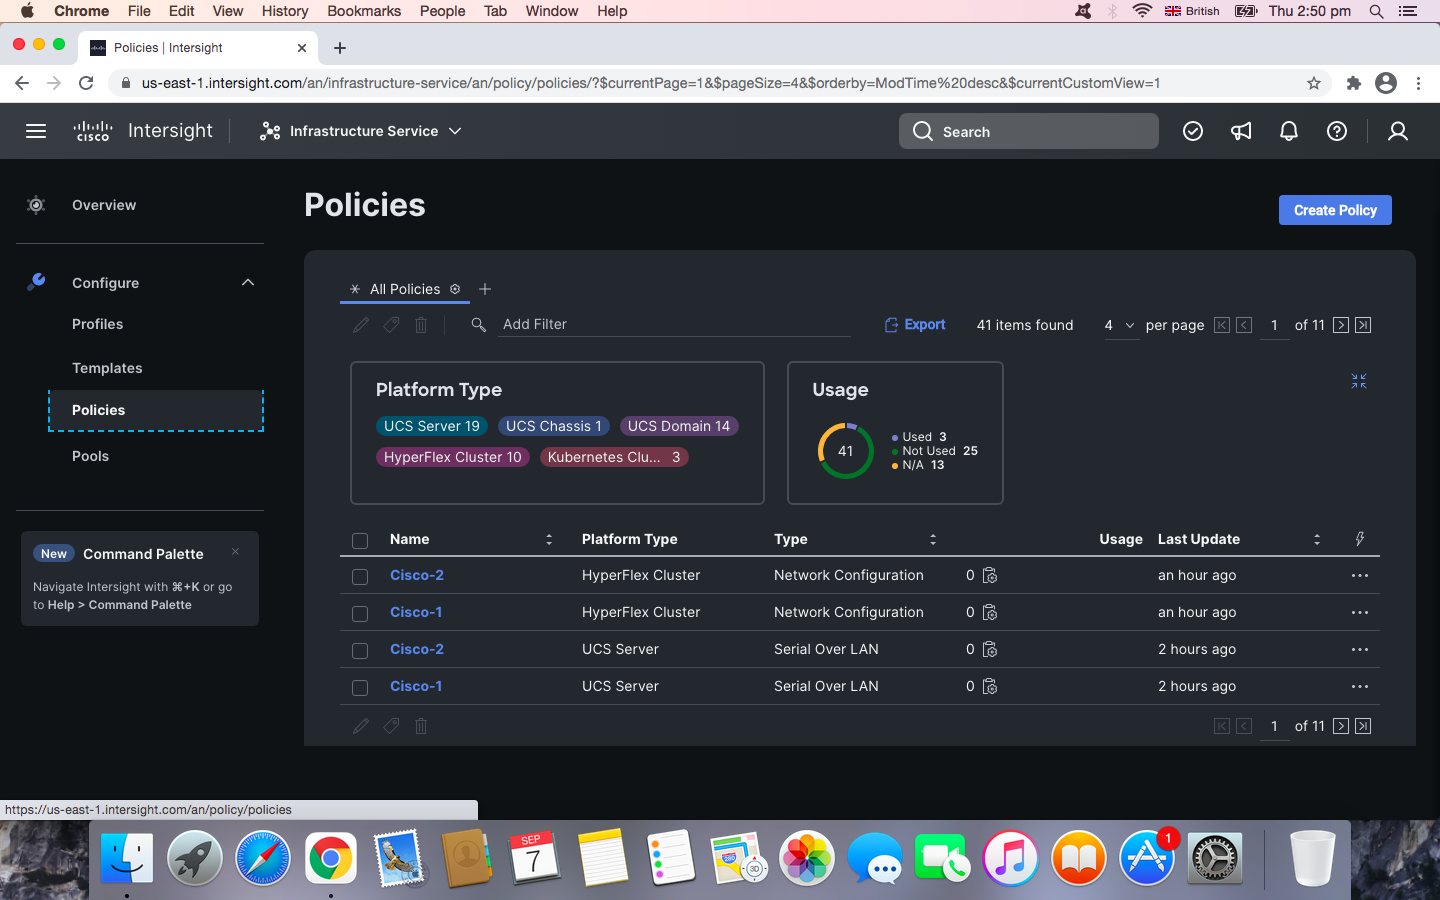 Chrome File Edit View History Bookmarks People Tab Window Help British Thu 2:50 pm
Policies | Intersight
us-east-1.intersight.com/an/infrastructure-service/an/policy/policies/?$currentPage=1&$pageSize=4&$orderby=ModTime%20desc&$currentCustomView=1
CISCO Intersight Infrastructure Service Search
Overview
Configure
Profiles
Templates
Policies
Pools
New Command Palette
Navigate Intersight with ⌘+K or go
to Help > Command Palette
Policies
Create Policy
All Policies
Add Filter Export 41 items found 4 per page 1 of 11
Platform Type
UCS Server 19 UCS Chassis 1 UCS Domain 14
HyperFlex Cluster 10 Kubernetes Clu... 3
Usage
41
Used 3
Not Used 25
N/A 13
Name Platform Type Type Usage Last Update
Cisco-2 HyperFlex Cluster Network Configuration 0 an hour ago
Cisco-1 HyperFlex Cluster Network Configuration 0 an hour ago
Cisco-2 UCS Server Serial Over LAN 0 2 hours ago
Cisco-1 UCS Server Serial Over LAN 0 2 hours ago
1 of 11
https://us-east-1.intersight.com/an/policy/policies
SEP
7
280
3D
1